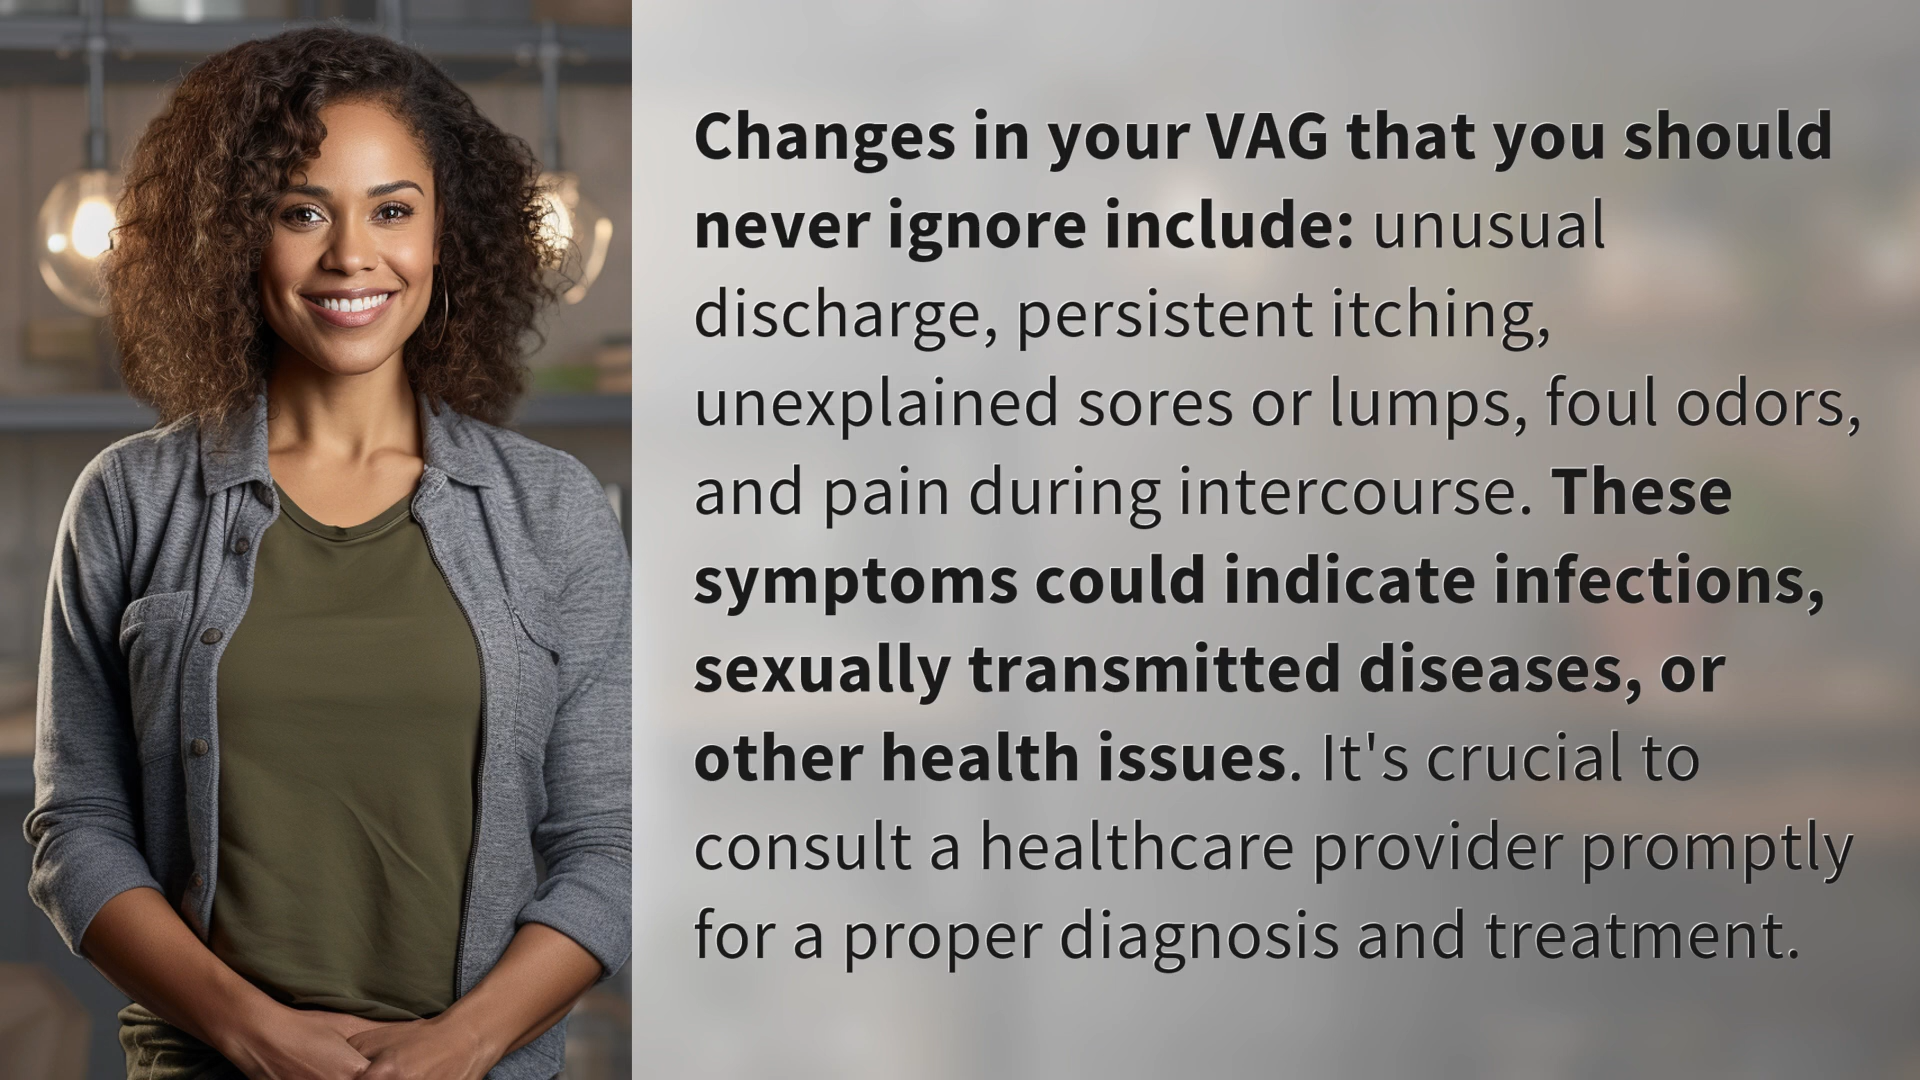 Changes in your VAG that you should
never ignore include: unusual
discharge, persistent itching,
unexplained sores or lumps, foul odors,
and pain during intercourse. These
symptoms could indicate infections,
sexually transmitted diseases, or
other health issues. It's crucial to
consult a healthcare provider promptly
for a proper diagnosis and treatment.